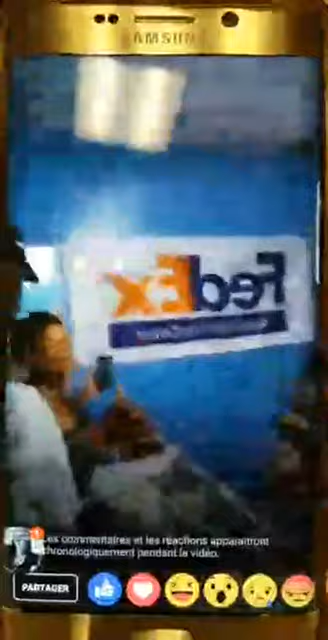 SAMSUNG
FedEx
Les commentaires et les réactions apparaîtront
chronologiquement pendant la vidéo.
PARTAGER